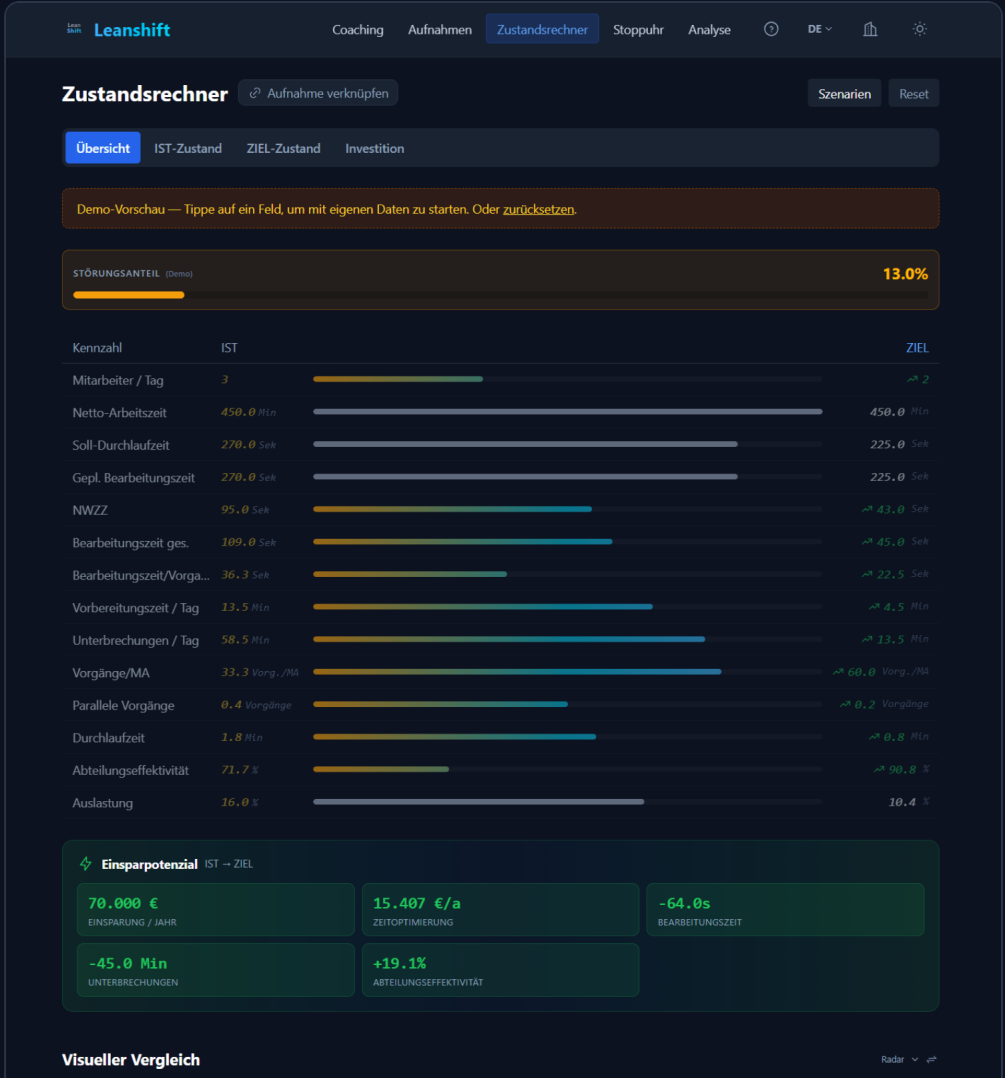 Lean
Shift
Leanshift
Coaching Aufnahmen Zustandsrechner Stoppuhr Analyse ? DE
Zustandsrechner Aufnahme verknüpfen Szenarien Reset
Übersicht IST-Zustand ZIEL-Zustand Investition
Demo-Vorschau — Tippe auf ein Feld, um mit eigenen Daten zu starten. Oder zurücksetzen.
STÖRUNGSANTEIL (Demo) 13.0%
Kennzahl IST ZIEL
Mitarbeiter / Tag 3 2
Netto-Arbeitszeit 450.0 Min 450.0 Min
Soll-Durchlaufzeit 270.0 Sek 225.0 Sek
Gepl. Bearbeitungszeit 270.0 Sek 225.0 Sek
NWZZ 95.0 Sek 43.0 Sek
Bearbeitungszeit ges. 109.0 Sek 45.0 Sek
Bearbeitungszeit/Vorga... 36.3 Sek 22.5 Sek
Vorbereitungszeit / Tag 13.5 Min 4.5 Min
Unterbrechungen / Tag 58.5 Min 13.5 Min
Vorgänge/MA 33.3 Vorg./MA 60.0 Vorg./MA
Parallele Vorgänge 0.4 Vorgänge 0.2 Vorgänge
Durchlaufzeit 1.8 Min 0.8 Min
Abteilungseffektivität 71.7 % 90.8 %
Auslastung 16.0 % 10.4 %
Einsparpotenzial IST → ZIEL
70.000 € 15.407 €/a -64.0s
EINSPARUNG / JAHR ZEITOPTIMIERUNG BEARBEITUNGSZEIT
-45.0 Min +19.1%
UNTERBRECHUNGEN ABTEILUNGSEFFEKTIVITÄT
Visueller Vergleich Radar